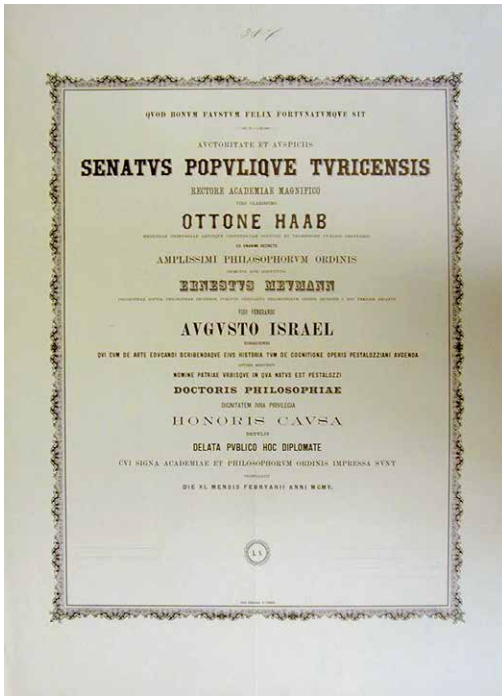 QVOD BONVM FAVSTVM FELIX FORTVNATVMQVE SIT
AVCTORITATE ET AVSPICIIS
SENATVS POPVLIQVE TVRICENSIS
RECTORE ACADEMIAE MAGNIFICO
VIRO CLARISSIMO
OTTONE HAAB
EX VNANIMI DECRETO
AMPLISSIMI PHILOSOPHORVM ORDINIS
ERNESTVS MEVMANN
VIRO VENERANDO
AVGVSTO ISRAEL
QVI CVM DE ARTE EDVCANDI SCRIBENDAQVE EIVS HISTORIA TVM DE COGNITIONE OPERIS PESTALOZZIANI AVGENDA
NOMINE PATRIAE VRBISQVE IN QVA NATVS EST PESTALOZZI
DOCTORIS PHILOSOPHIAE
DIGNITATEM IVRA PRIVILEGIA
HONORIS CAVSA
DETVLIT
DELATA PVBLICO HOC DIPLOMATE
CVI SIGNA ACADEMIAE ET PHILOSOPHORVM ORDINIS IMPRESSA SVNT
DIE XI. MENSIS FEBRVARII ANNI MCMV.
L S